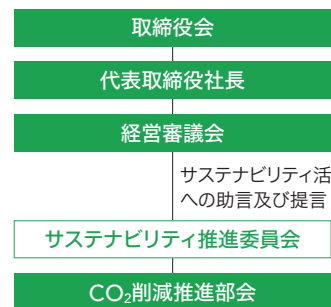 取締役会
代表取締役社長
経営審議会
サステナビリティ活
への助言及び提言
サステナビリティ推進委員会
CO₂削減推進部会